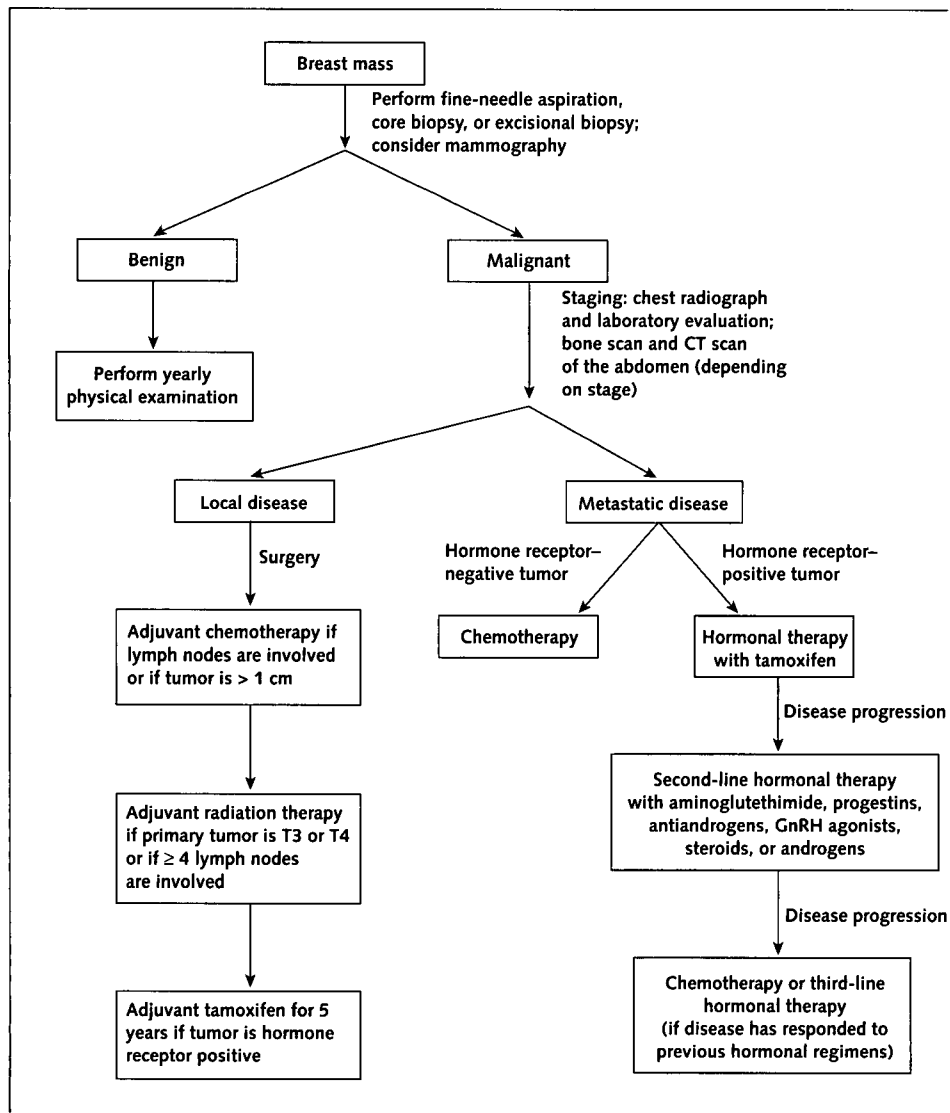 Breast mass
Perform fine-needle aspiration,
core biopsy, or excisional biopsy;
consider mammography
Benign
Malignant
Perform yearly
physical examination
Staging: chest radiograph
and laboratory evaluation;
bone scan and CT scan
of the abdomen (depending
on stage)
Local disease
Metastatic disease
Surgery
Hormone receptor–
negative tumor
Hormone receptor–
positive tumor
Adjuvant chemotherapy if
lymph nodes are involved
or if tumor is > 1 cm
Chemotherapy
Hormonal therapy
with tamoxifen
Disease progression
Adjuvant radiation therapy
if primary tumor is T3 or T4
or if ≥ 4 lymph nodes
are involved
Second-line hormonal therapy
with aminoglutethimide, progestins,
antiandrogens, GnRH agonists,
steroids, or androgens
Disease progression
Adjuvant tamoxifen for 5
years if tumor is hormone
receptor positive
Chemotherapy or third-line
hormonal therapy
(if disease has responded to
previous hormonal regimens)